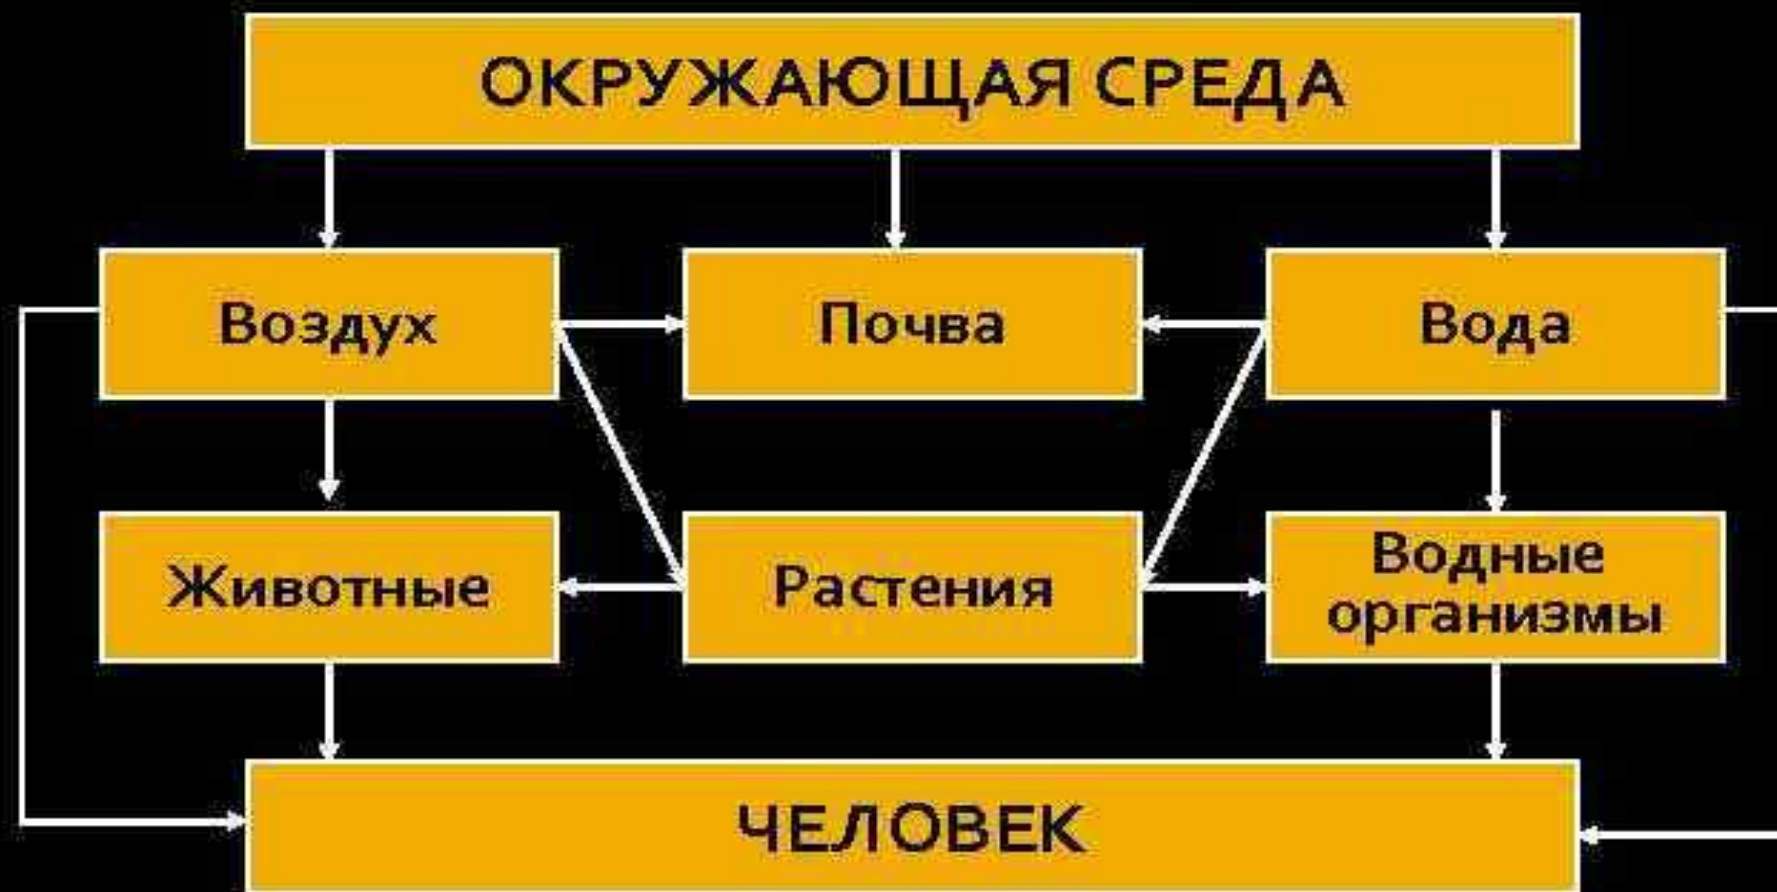 ОКРУЖАЮЩАЯ СРЕДА
Воздух
Почва
Вода
Животные
Растения
Водные
организмы
ЧЕЛОВЕК